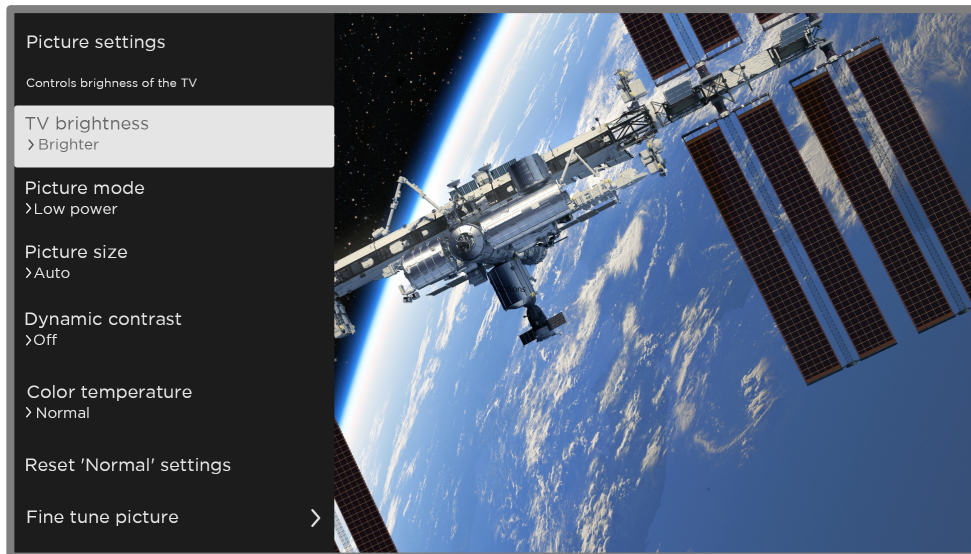 Picture settings
Controls brighness of the TV
TV brightness
Brighter
Picture mode
Low power
Picture size
Auto
Dynamic contrast
Off
Color temperature
Normal
Reset 'Normal' settings
Fine tune picture